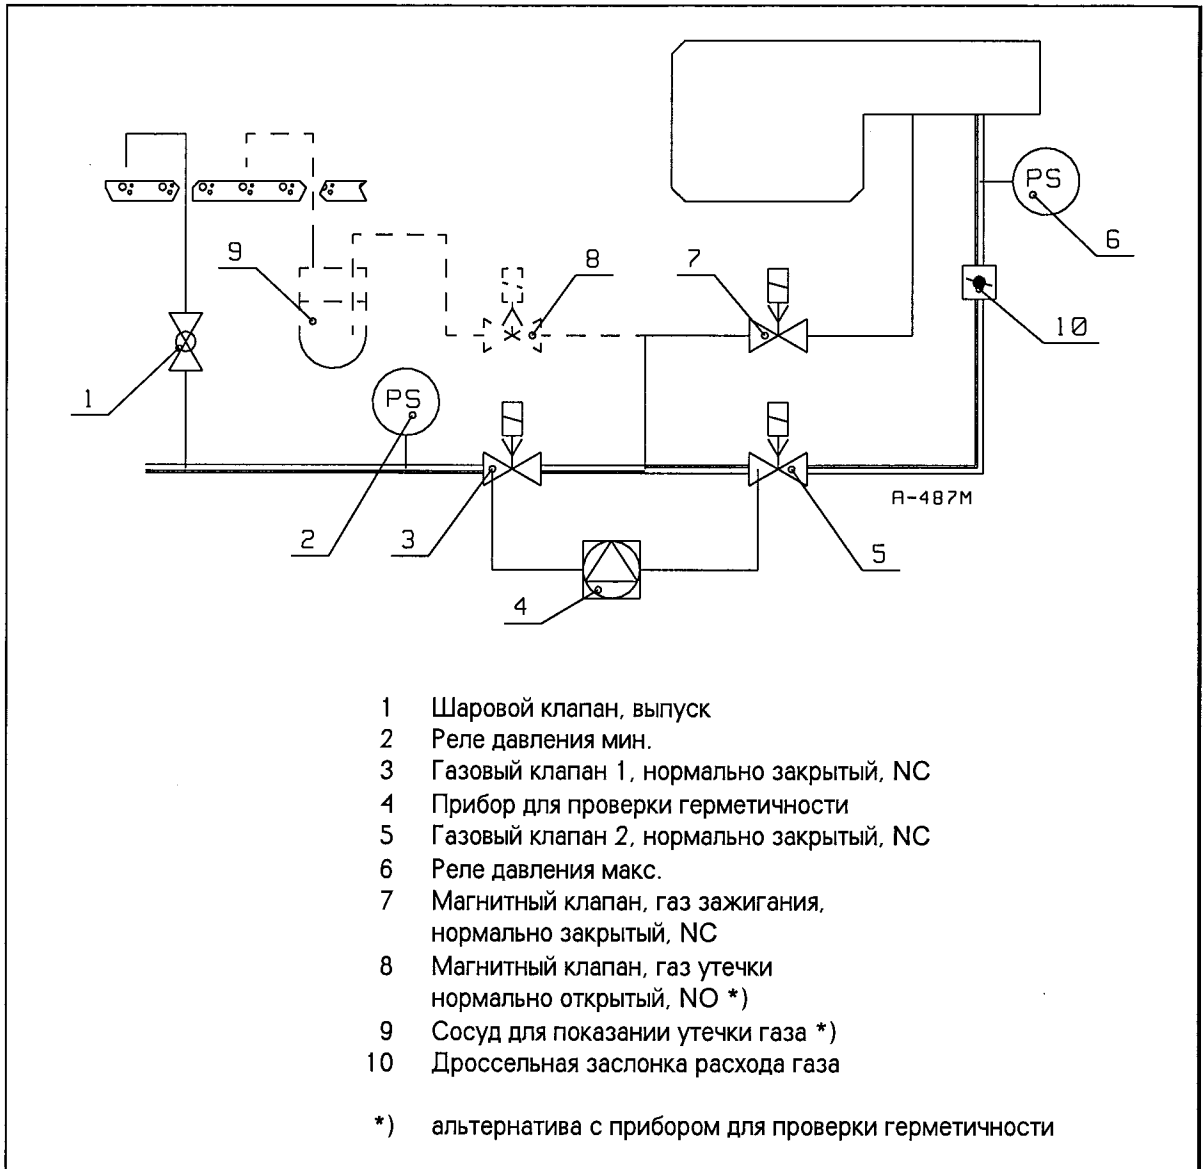 PS
6
9
8
7
10
1
PS
A-487M
2
3
5
4
1 Шаровой клапан, выпуск
2 Реле давления мин.
3 Газовый клапан 1, нормально закрытый, NC
4 Прибор для проверки герметичности
5 Газовый клапан 2, нормально закрытый, NC
6 Реле давления макс.
7 Магнитный клапан, газ зажигания,
нормально закрытый, NC
8 Магнитный клапан, газ утечки
нормально открытый, NO *)
9 Сосуд для показании утечки газа *)
10 Дроссельная заслонка расхода газа
*) альтернатива с прибором для проверки герметичности